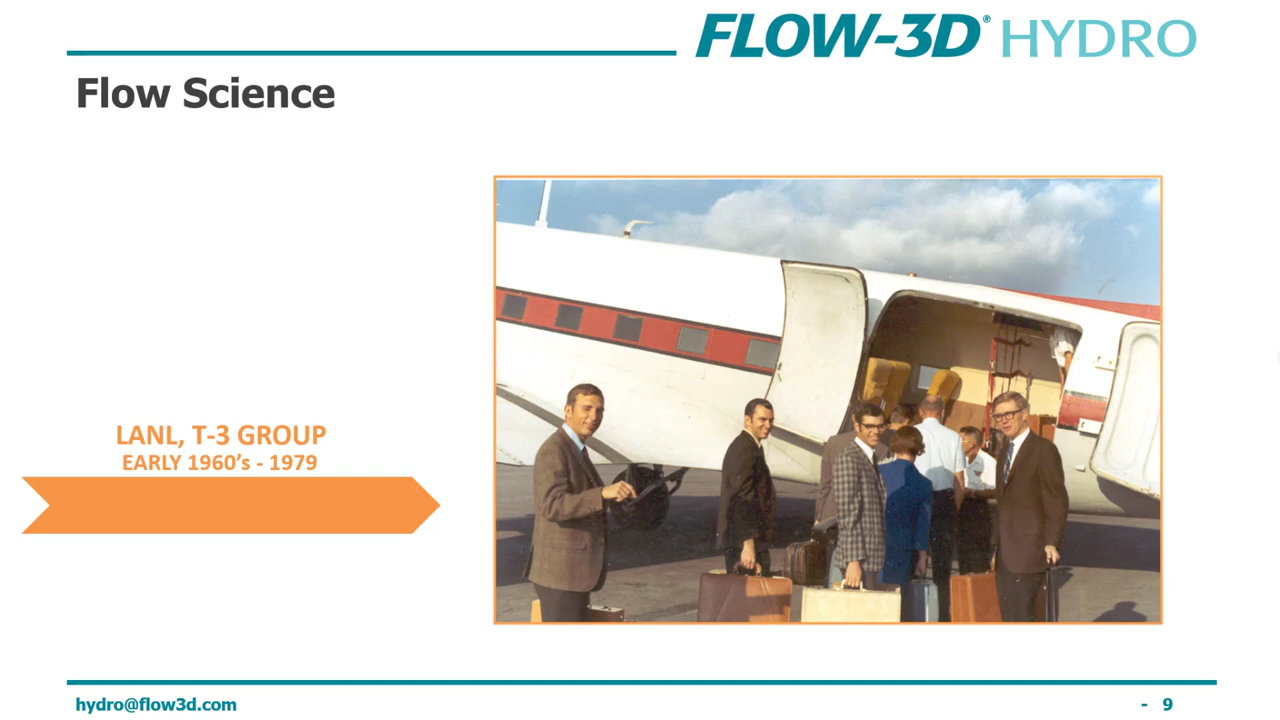 FLOW-3D® HYDRO
Flow Science
LANL, T-3 GROUP
EARLY 1960’s - 1979
hydro@flow3d.com
- 9